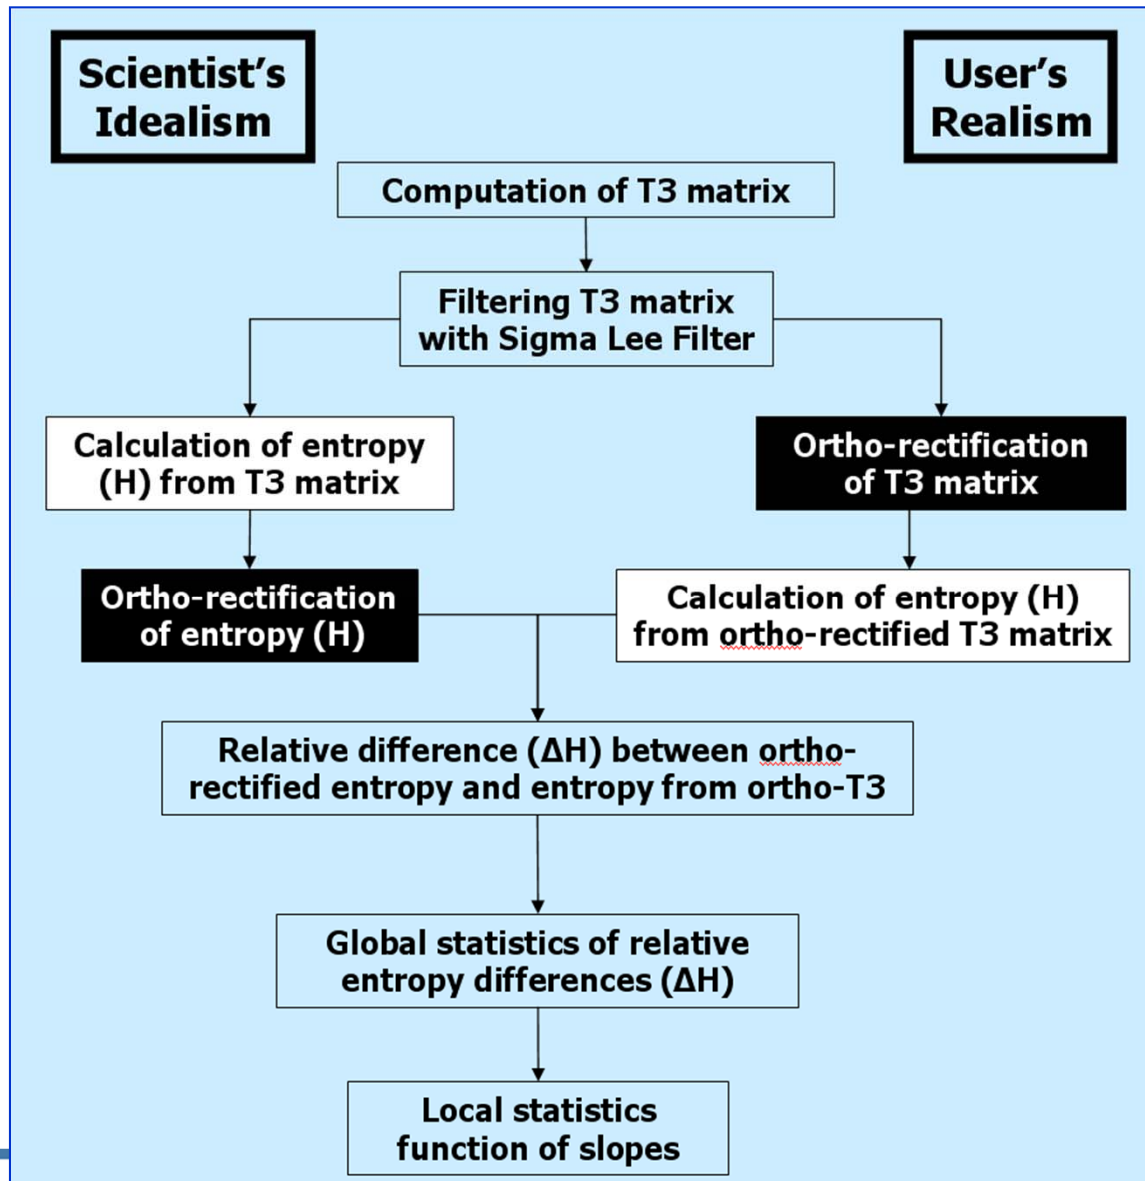 Scientist's
Idealism
User's
Realism
Computation of T3 matrix
Filtering T3 matrix
with Sigma Lee Filter
Calculation of entropy
(H) from T3 matrix
Ortho-rectification
of T3 matrix
Ortho-rectification
of entropy (H)
Calculation of entropy (H)
from ortho-rectified T3 matrix
Relative difference (ΔH) between ortho-
rectified entropy and entropy from ortho-T3
Global statistics of relative
entropy differences (ΔH)
Local statistics
function of slopes